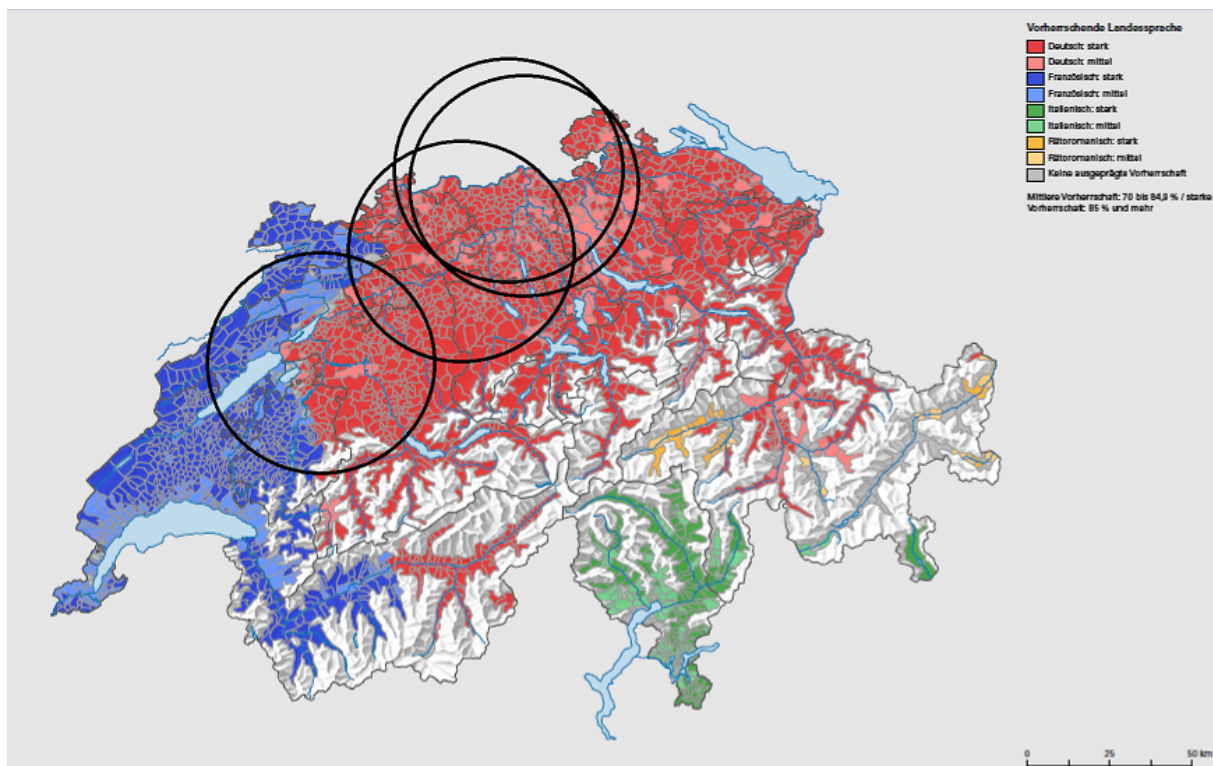 Vorherrschende Landessprache
Deutsch: stark
Deutsch: mittel
Französisch: stark
Französisch: mittel
Italienisch: stark
Italienisch: mittel
Rätoromanisch: stark
Rätoromanisch: mittel
Keine ausgeprägte Vorherrschaft
Mittlere Vorherrschaft: 70 bis 84,9 % / starke
Vorherrschaft: 85 % und mehr
0 25 50 km